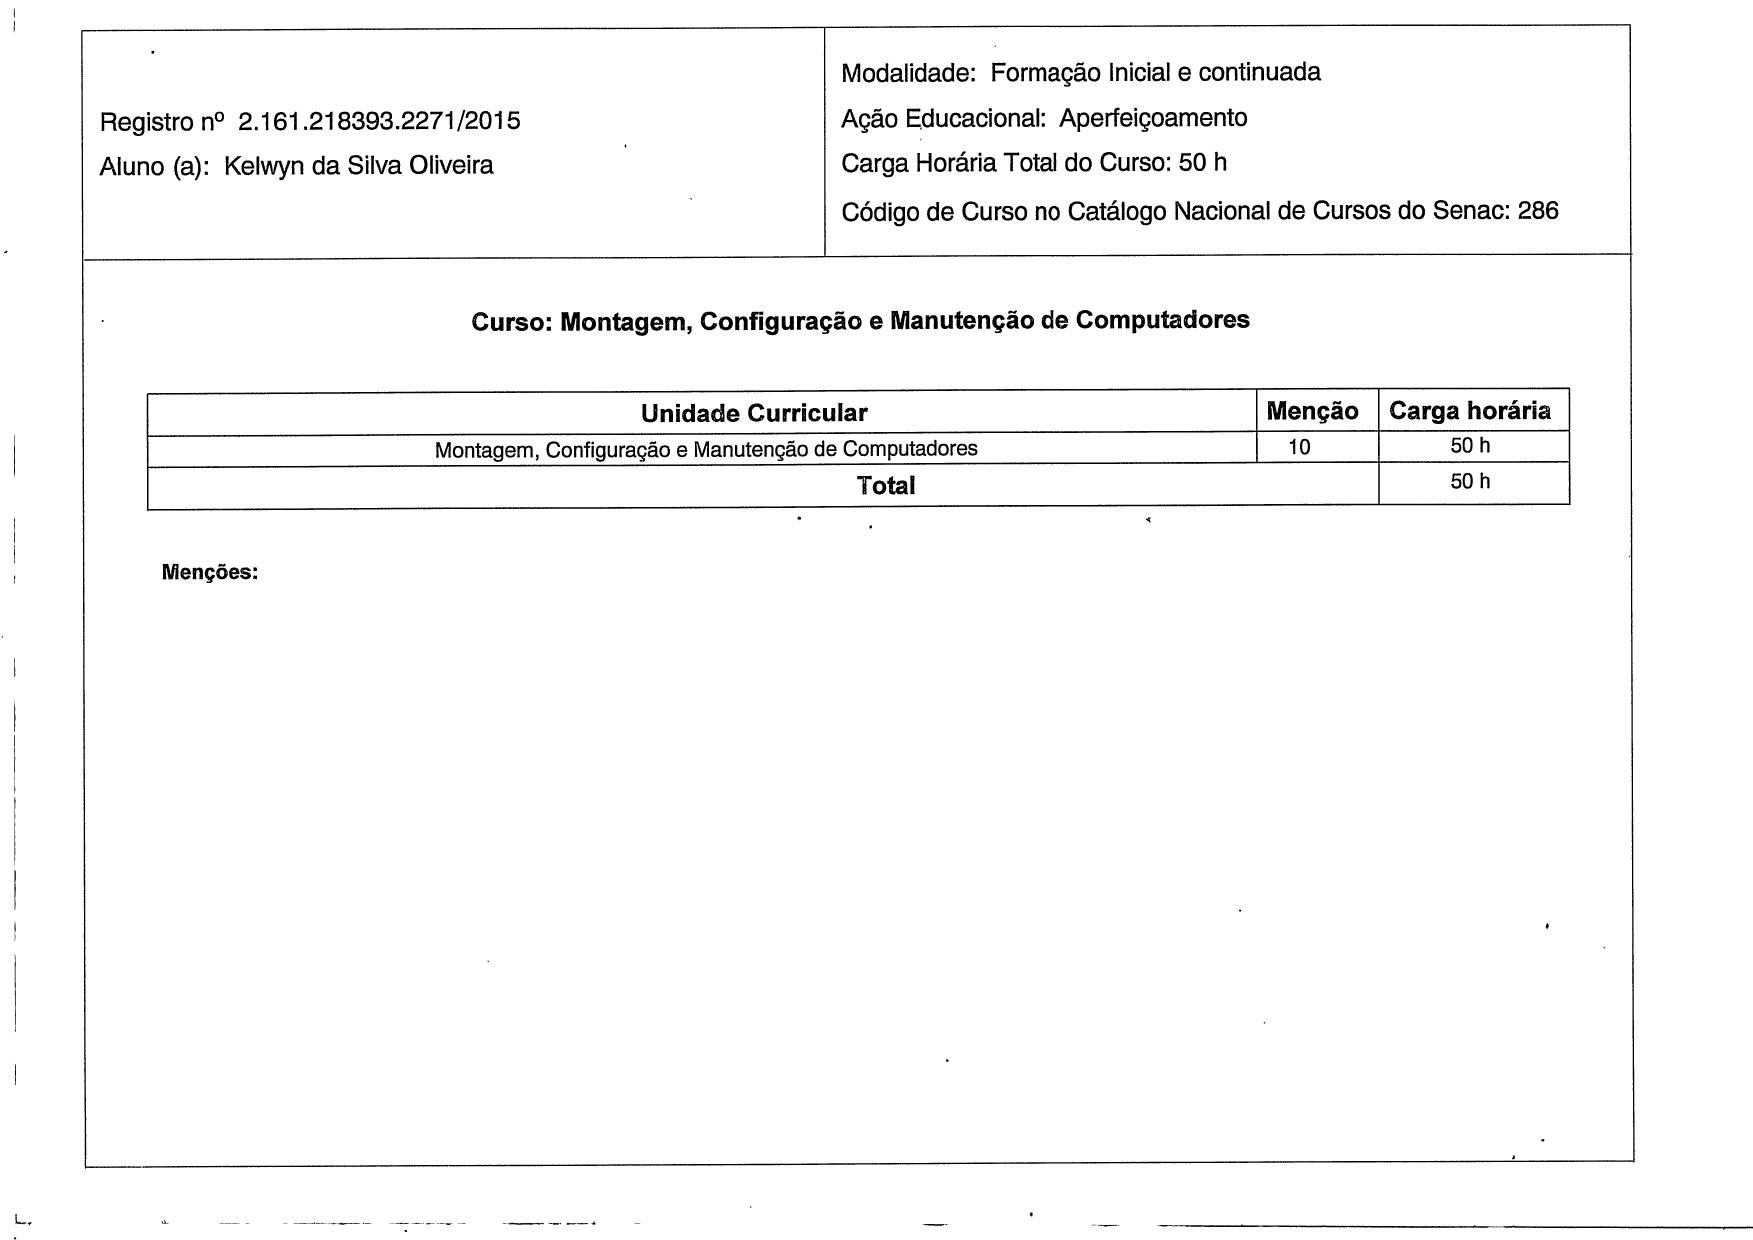 Registro nº 2.161.218393.2271/2015
Aluno (a): Kelwyn da Silva Oliveira
Modalidade: Formação Inicial e continuada
Ação Educacional: Aperfeiçoamento
Carga Horária Total do Curso: 50 h
Código de Curso no Catálogo Nacional de Cursos do Senac: 286
Curso: Montagem, Configuração e Manutenção de Computadores
Unidade Curricular Menção Carga horária
Montagem, Configuração e Manutenção de Computadores 10 50 h
Total 50 h
Menções: